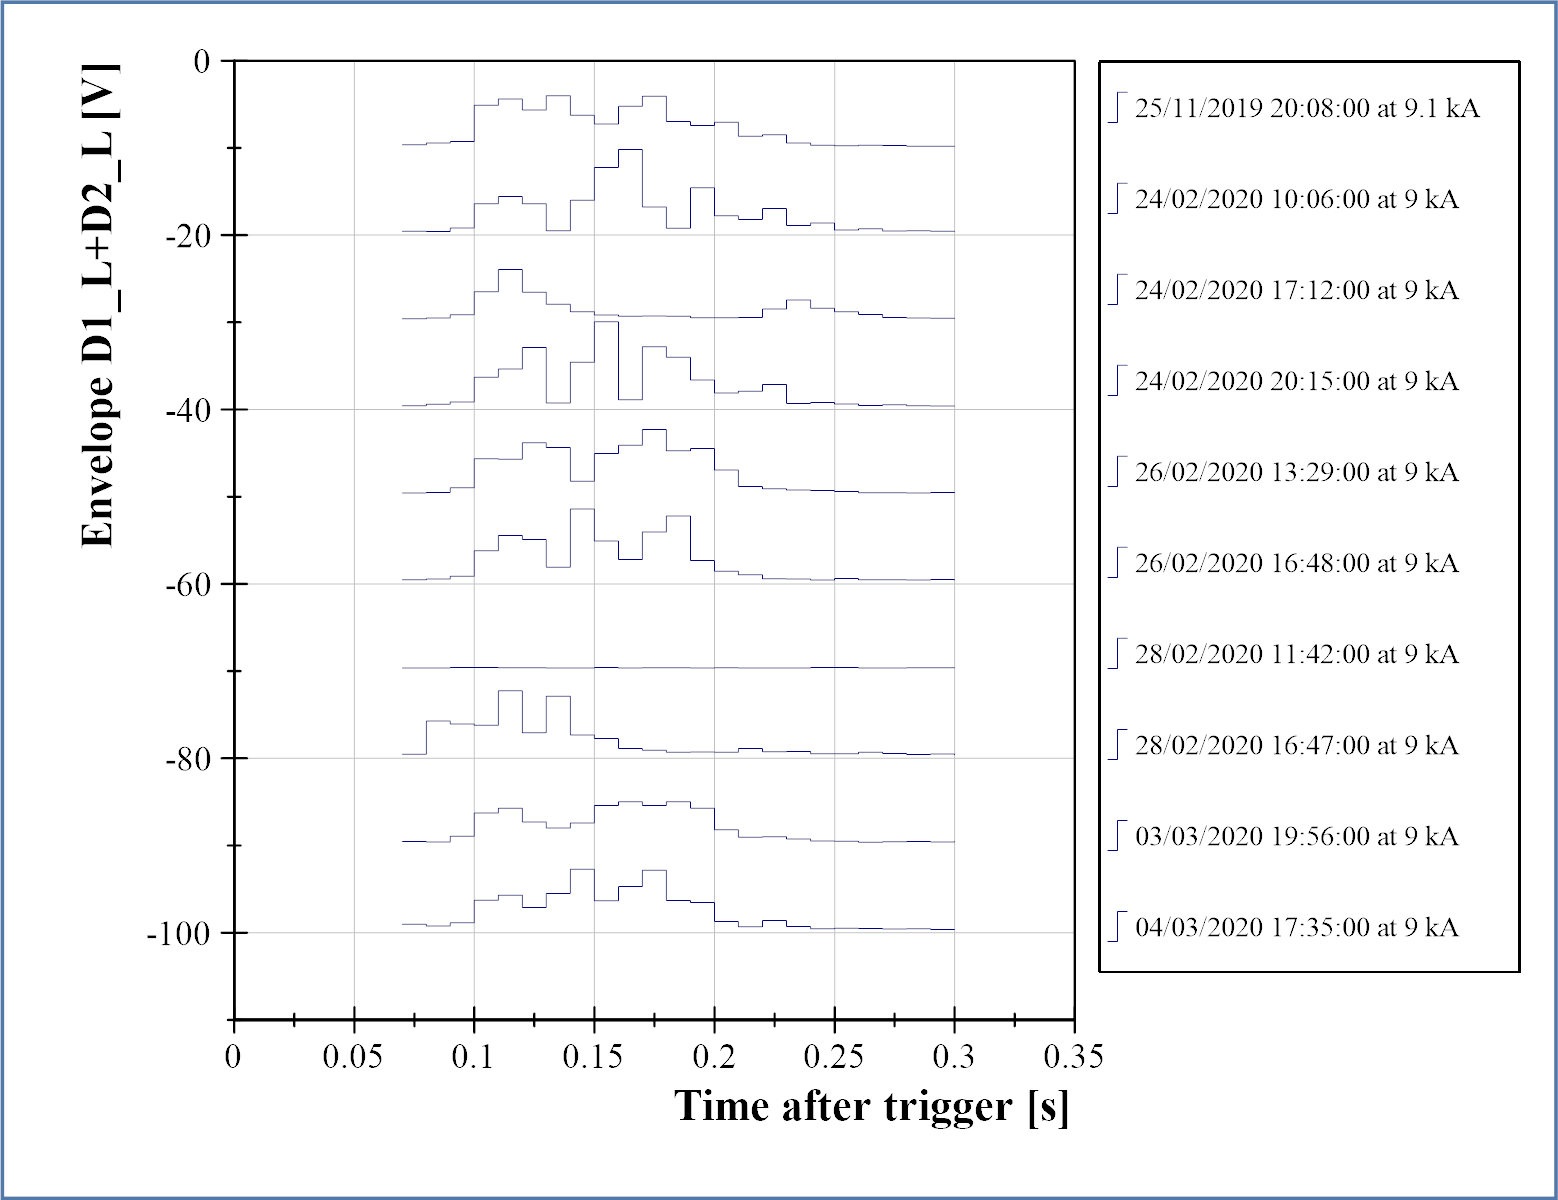 Envelope D1_L+D2_L [V]
0
-20
-40
-60
-80
-100
0 0.05 0.1 0.15 0.2 0.25 0.3 0.35
Time after trigger [s]
25/11/2019 20:08:00 at 9.1 kA
24/02/2020 10:06:00 at 9 kA
24/02/2020 17:12:00 at 9 kA
24/02/2020 20:15:00 at 9 kA
26/02/2020 13:29:00 at 9 kA
26/02/2020 16:48:00 at 9 kA
28/02/2020 11:42:00 at 9 kA
28/02/2020 16:47:00 at 9 kA
03/03/2020 19:56:00 at 9 kA
04/03/2020 17:35:00 at 9 kA